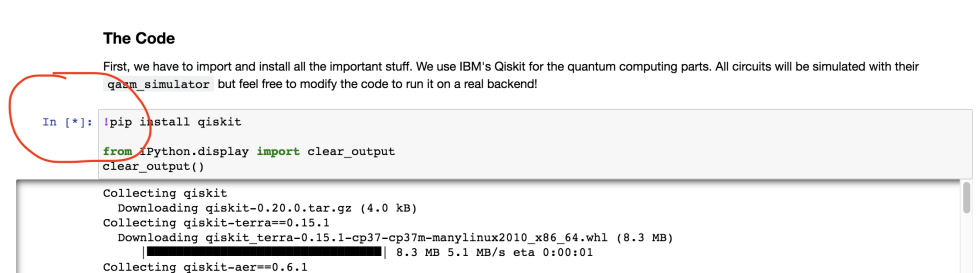 The Code
First, we have to import and install all the important stuff. We use IBM's Qiskit for the quantum computing parts. All circuits will be simulated with their
qasm_simulator but feel free to modify the code to run it on a real backend!
In [*]: !pip install qiskit
from IPython.display import clear_output
clear_output()
Collecting qiskit
Downloading qiskit-0.20.0.tar.gz (4.0 kB)
Collecting qiskit-terra==0.15.1
Downloading qiskit_terra-0.15.1-cp37-cp37m-manylinux2010_x86_64.whl (8.3 MB)
|████████████████████████████████| 8.3 MB 5.1 MB/s eta 0:00:01
Collecting qiskit-aer==0.6.1